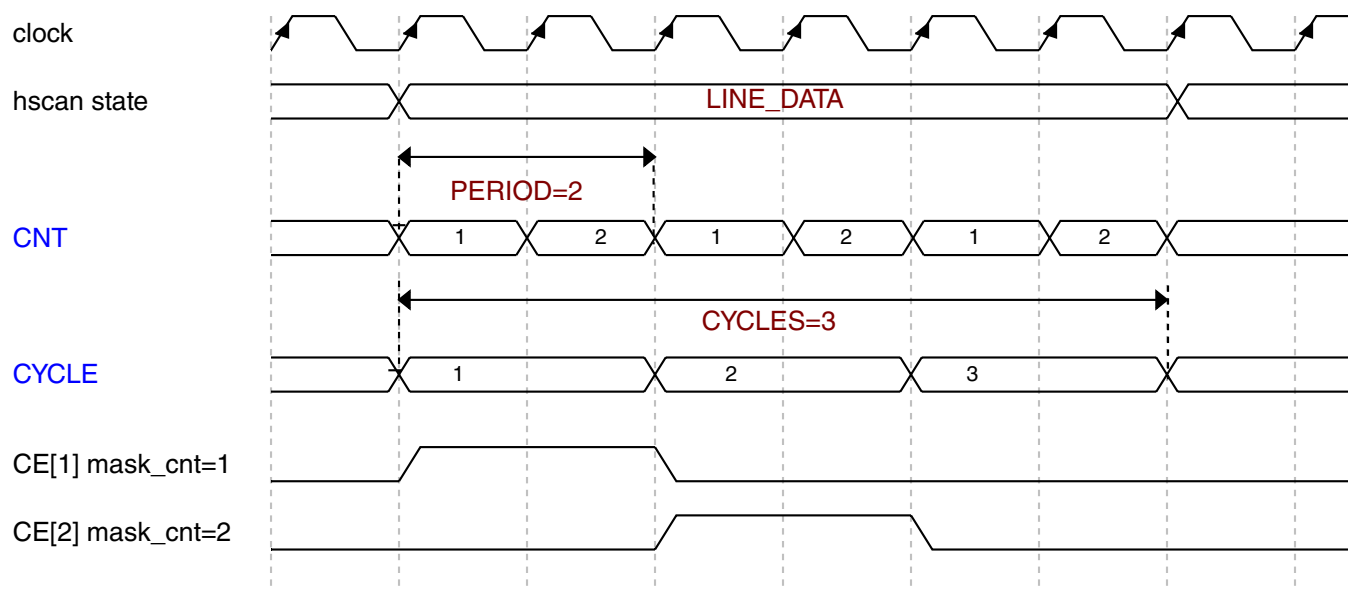 clock
hscan state
LINE_DATA
PERIOD=2
CNT
1 2 1 2 1 2
CYCLES=3
CYCLE
1 2 3
CE[1] mask_cnt=1
CE[2] mask_cnt=2